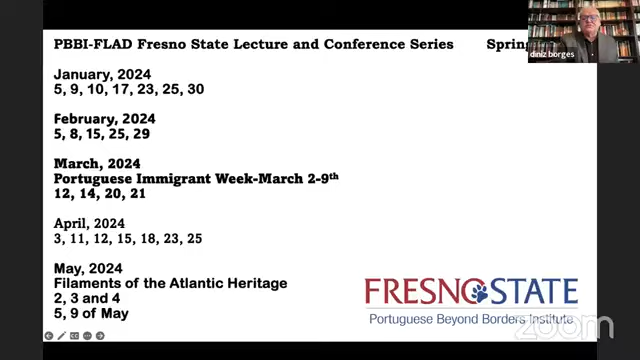 PBBI-FLAD Fresno State Lecture and Conference Series Spring
January, 2024
5, 9, 10, 17, 23, 25, 30
February, 2024
5, 8, 15, 25, 29
March, 2024
Portuguese Immigrant Week-March 2-9th
12, 14, 20, 21
April, 2024
3, 11, 12, 15, 18, 23, 25
May, 2024
Filaments of the Atlantic Heritage
2, 3 and 4
5, 9 of May
diniz borges
FRESNO STATE
Portuguese Beyond Borders Institute
zoom